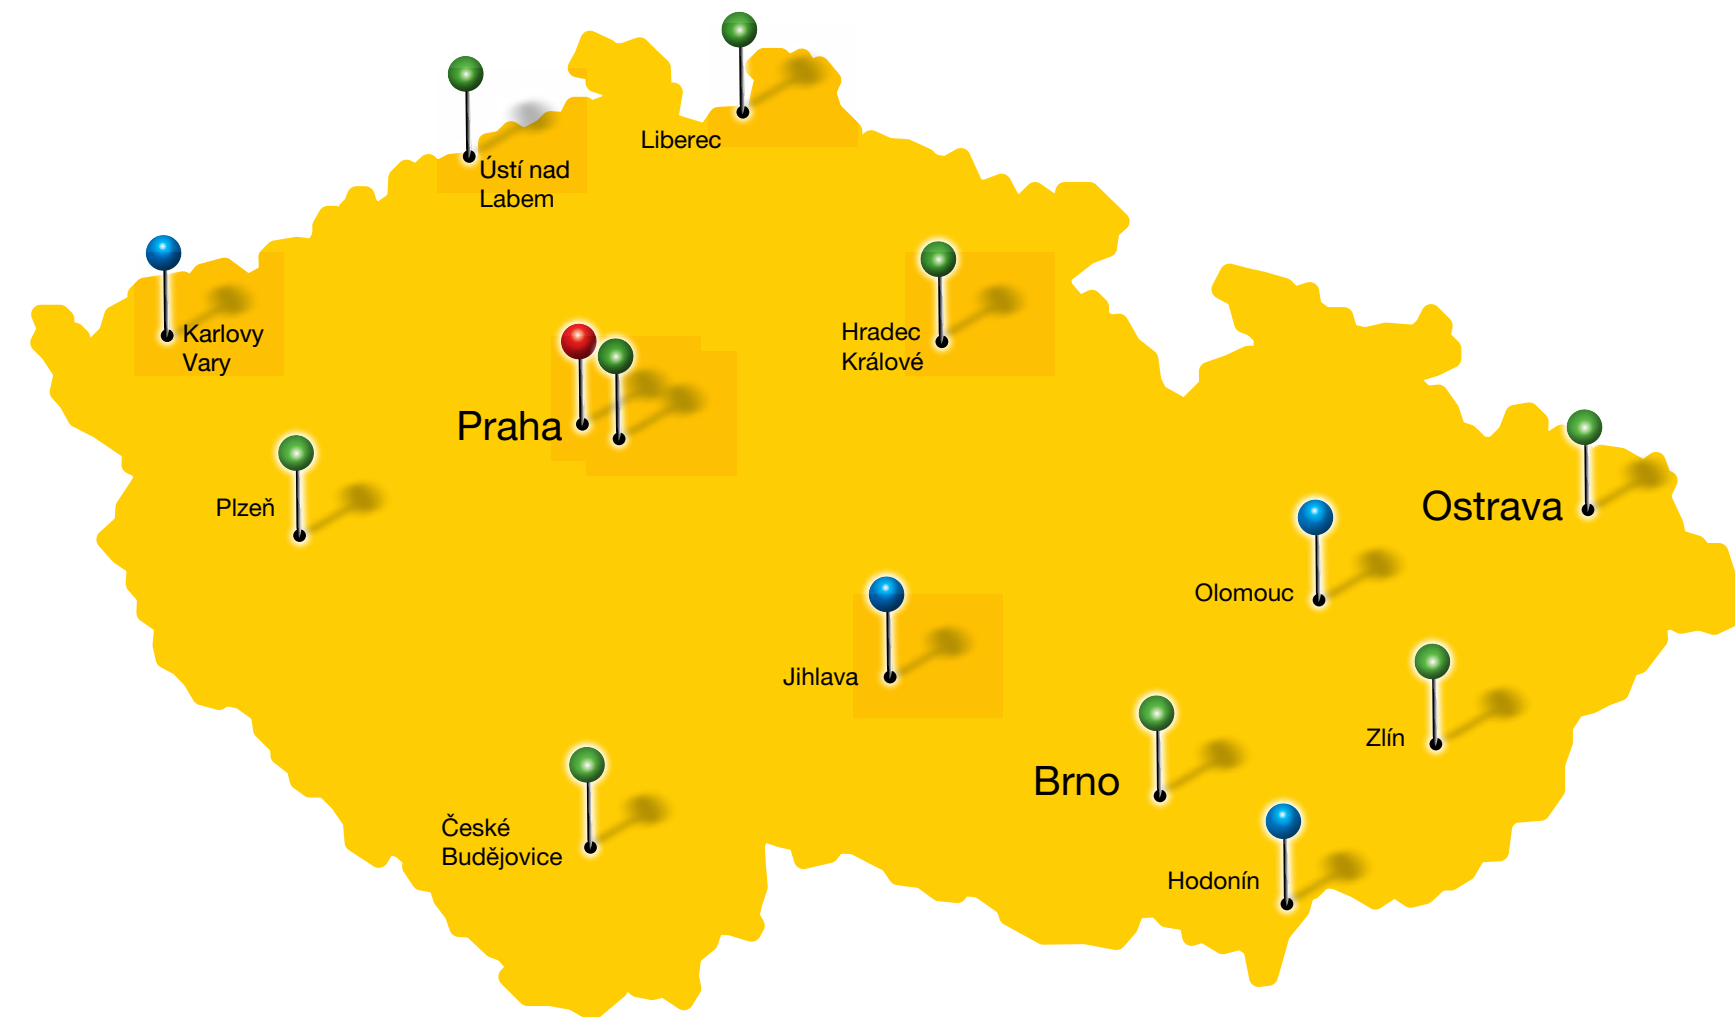 Liberec
Ústí nad
Labem
Karlovy
Vary
Hradec
Králové
Praha
Plzeň
Ostrava
Olomouc
Jihlava
Zlín
Brno
České
Budějovice
Hodonín